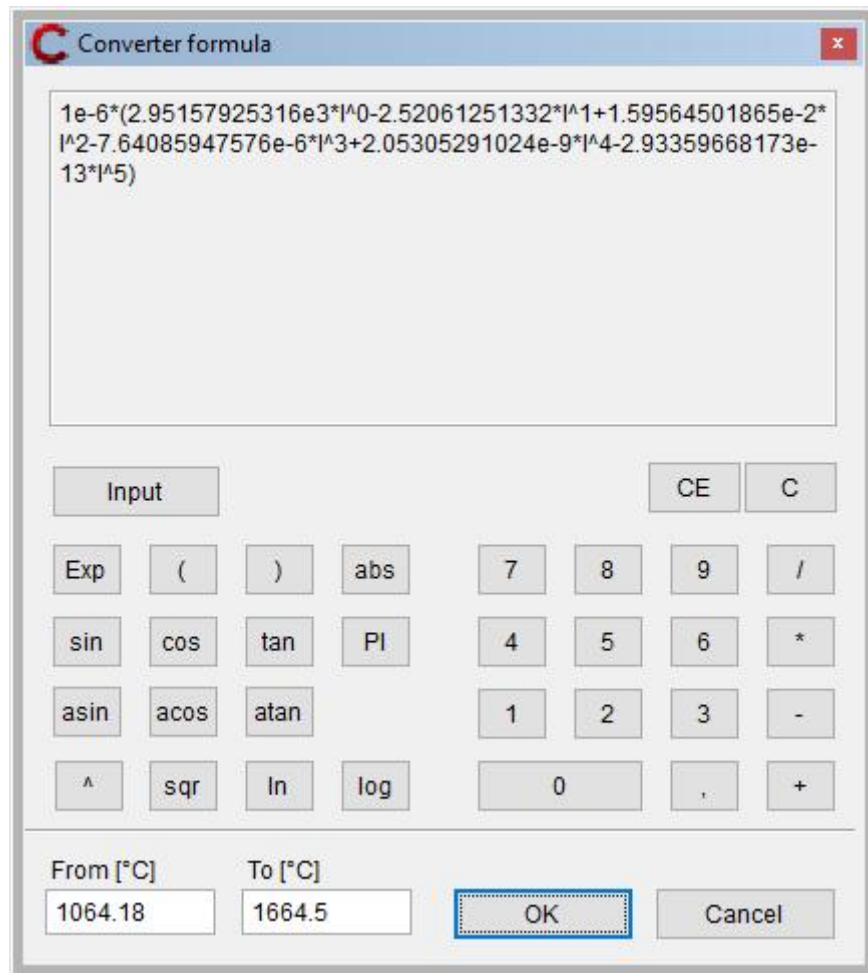 Converter formula
x
1e-6*(2.95157925316e3*I^0-2.52061251332*I^1+1.59564501865e-2*
I^2-7.64085947576e-6*I^3+2.05305291024e-9*I^4-2.93359668173e-
13*I^5)
Input CE C
Exp ( ) abs 7 8 9 /
sin cos tan PI 4 5 6 *
asin acos atan 1 2 3 -
^ sqr ln log 0 , +
From [°C] To [°C]
1064.18 1664.5 OK Cancel